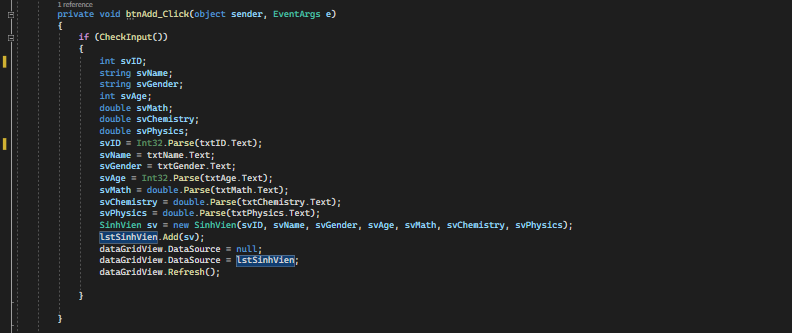 1 reference
private void btnAdd_Click(object sender, EventArgs e)
{
if (CheckInput())
{
int svID;
string svName;
string svGender;
int svAge;
double svMath;
double svChemistry;
double svPhysics;
svID = Int32.Parse(txtID.Text);
svName = txtName.Text;
svGender = txtGender.Text;
svAge = Int32.Parse(txtAge.Text);
svMath = double.Parse(txtMath.Text);
svChemistry = double.Parse(txtChemistry.Text);
svPhysics = double.Parse(txtPhysics.Text);
SinhVien sv = new SinhVien(svID, svName, svGender, svAge, svMath, svChemistry, svPhysics);
lstSinhVien.Add(sv);
dataGridView.DataSource = null;
dataGridView.DataSource = lstSinhVien;
dataGridView.Refresh();
}
}